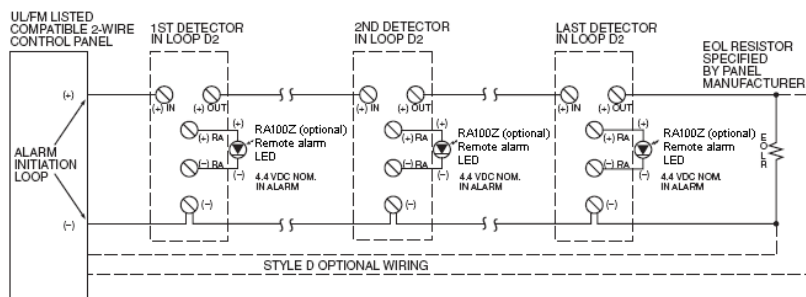 UL/FM LISTED
COMPATIBLE 2-WIRE
CONTROL PANEL
1ST DETECTOR
IN LOOP D2
2ND DETECTOR
IN LOOP D2
LAST DETECTOR
IN LOOP D2
EOL RESISTOR
SPECIFIED
BY PANEL
MANUFACTURER
(+)
(+) IN
(+) OUT
(+) IN
(+) OUT
(+) IN
(+) OUT
ALARM
INITIATION
LOOP
(+) RA
(+)
RA100Z (optional)
Remote alarm
LED
(−) RA
(−)
4.4 VDC NOM.
IN ALARM
(+) RA
(+)
RA100Z (optional)
Remote alarm
LED
(−) RA
(−)
4.4 VDC NOM.
IN ALARM
(+) RA
(+)
RA100Z (optional)
Remote alarm
LED
(−) RA
(−)
4.4 VDC NOM.
IN ALARM
EOLR
(−)
(−)
(−)
(−)
STYLE D OPTIONAL WIRING